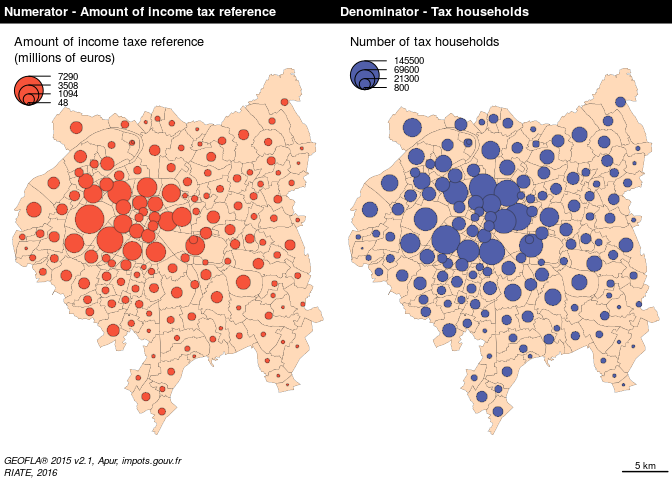 Numerator - Amount of income tax reference
Denominator - Tax households
Amount of income taxe reference
(millions of euros)
7290
3508
1094
48
Number of tax households
145500
69600
21300
800
GEOFLA® 2015 v2.1, Apur, impots.gouv.fr
RIATE, 2016
5 km